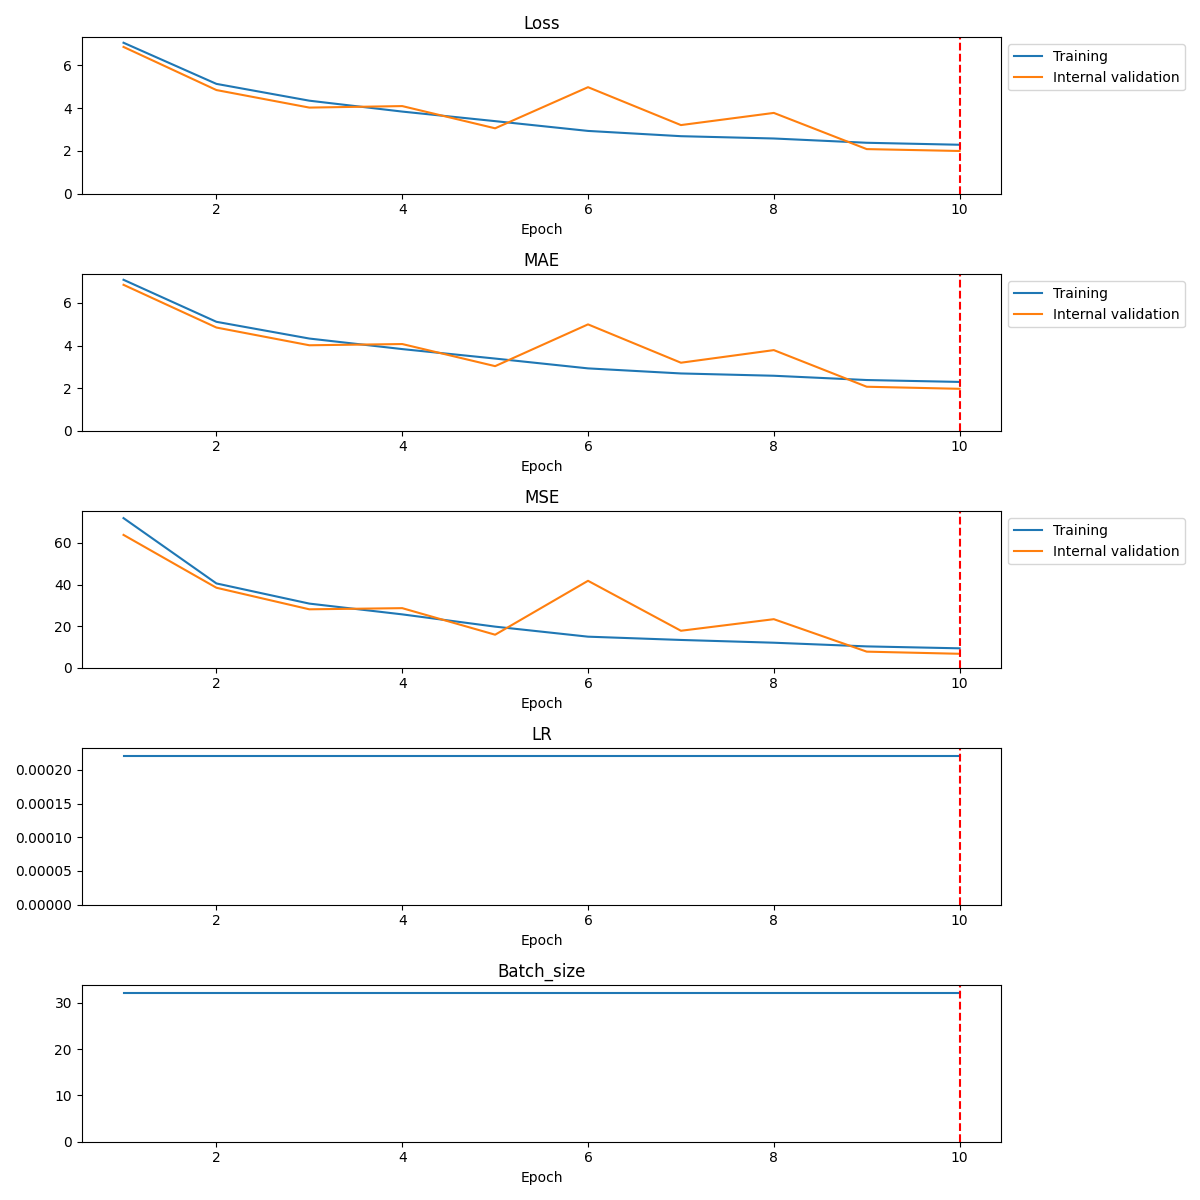 Loss
6
4
2
0
2 4 6 8 10
Epoch
Training
Internal validation
MAE
6
4
2
0
2 4 6 8 10
Epoch
Training
Internal validation
MSE
60
40
20
0
2 4 6 8 10
Epoch
Training
Internal validation
LR
0.00020
0.00015
0.00010
0.00005
0.00000
2 4 6 8 10
Epoch
Batch_size
30
20
10
0
2 4 6 8 10
Epoch